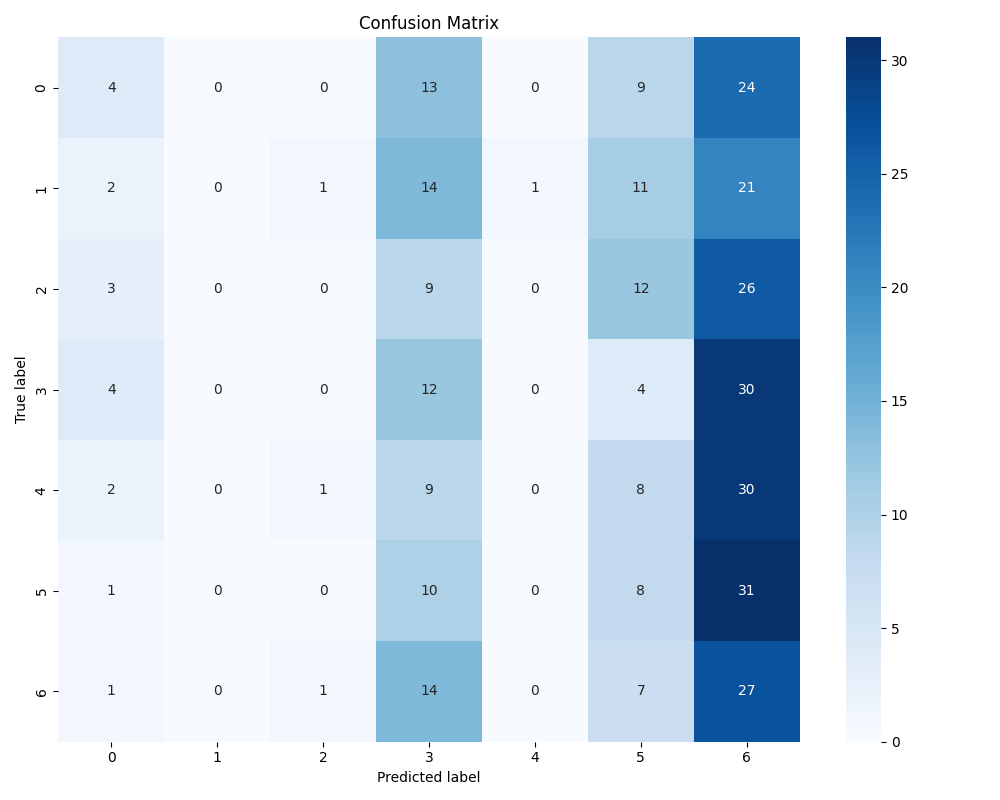 Confusion Matrix
True label
0 4 0 0 13 0 9 24
1 2 0 1 14 1 11 21
2 3 0 0 9 0 12 26
3 4 0 0 12 0 4 30
4 2 0 1 9 0 8 30
5 1 0 0 10 0 8 31
6 1 0 1 14 0 7 27
0 1 2 3 4 5 6
Predicted label
30
25
20
15
10
5
0